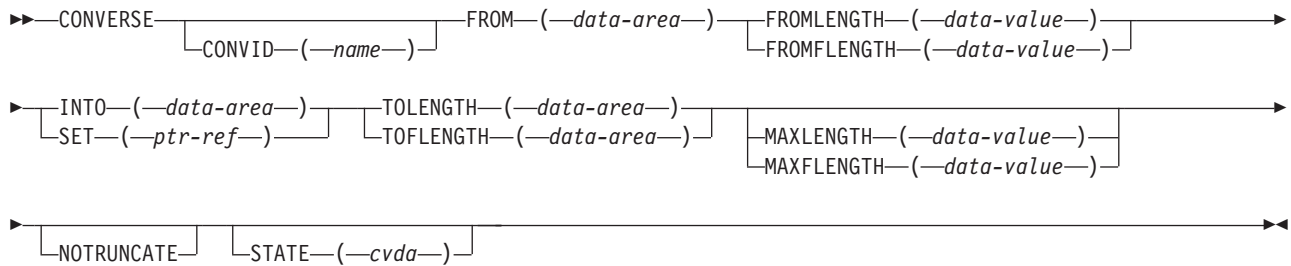 CONVERSE FROM ( data-area ) FROMLENGTH ( data-value )
CONVID ( name ) FROMFLENGTH ( data-value )
INTO ( data-area ) TOLENGTH ( data-area )
SET ( ptr-ref ) TOFLENGTH ( data-area ) MAXLENGTH ( data-value )
MAXFLENGTH ( data-value )
NOTRUNCATE STATE ( cvda )